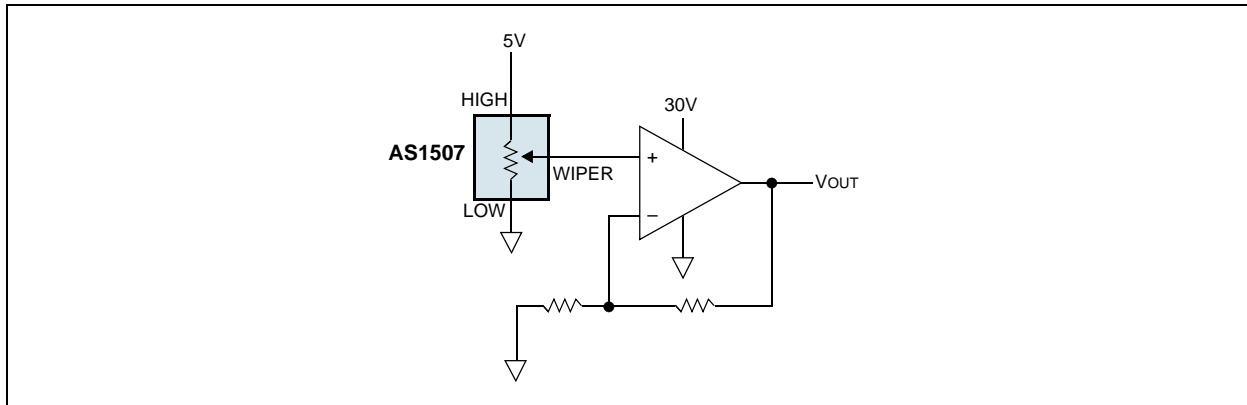 5V
HIGH
30V
AS1507
+
WIPER
VOUT
LOW
−